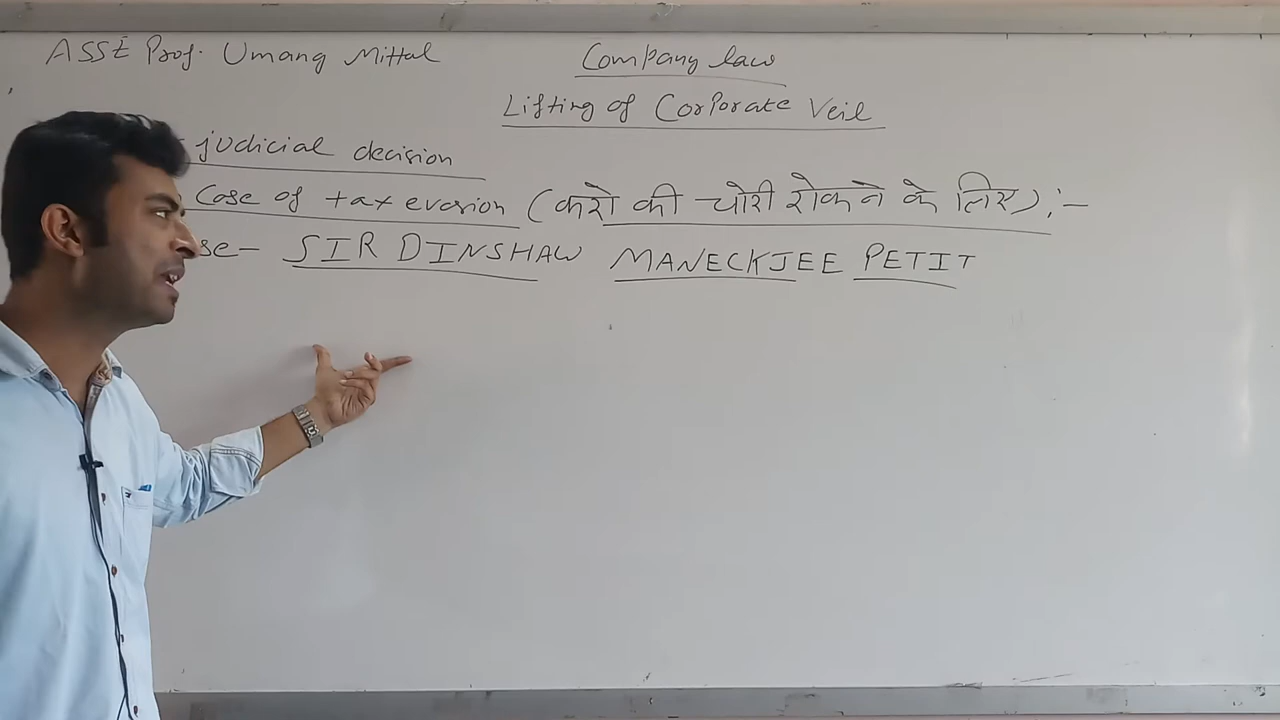 ASSt Prof. Umang Mittal
Company law
Lifting of Corporate Veil
judicial decision
Case of tax evasion (करो की चोरी रोकने के लिए) :-
se- SIR DINSHAW MANECKJEE PETIT